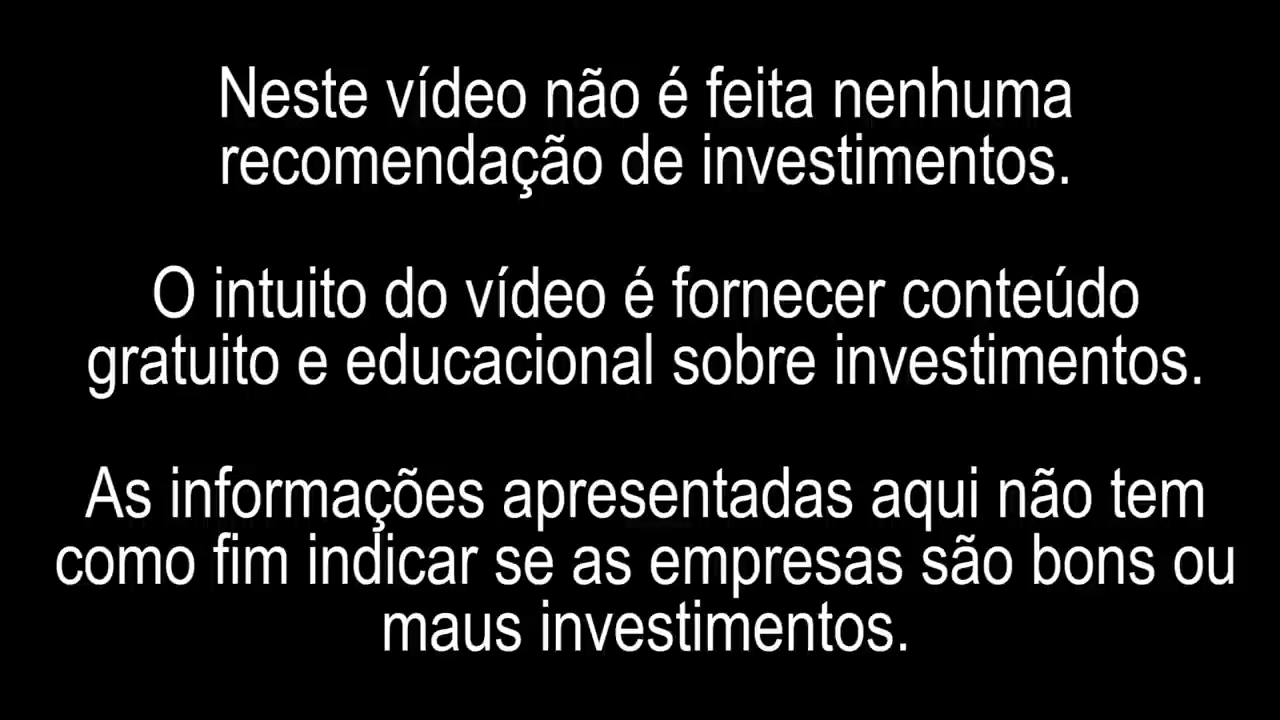 Neste vídeo não é feita nenhuma
recomendação de investimentos.
O intuito do vídeo é fornecer conteúdo
gratuito e educacional sobre investimentos.
As informações apresentadas aqui não tem
como fim indicar se as empresas são bons ou
maus investimentos.